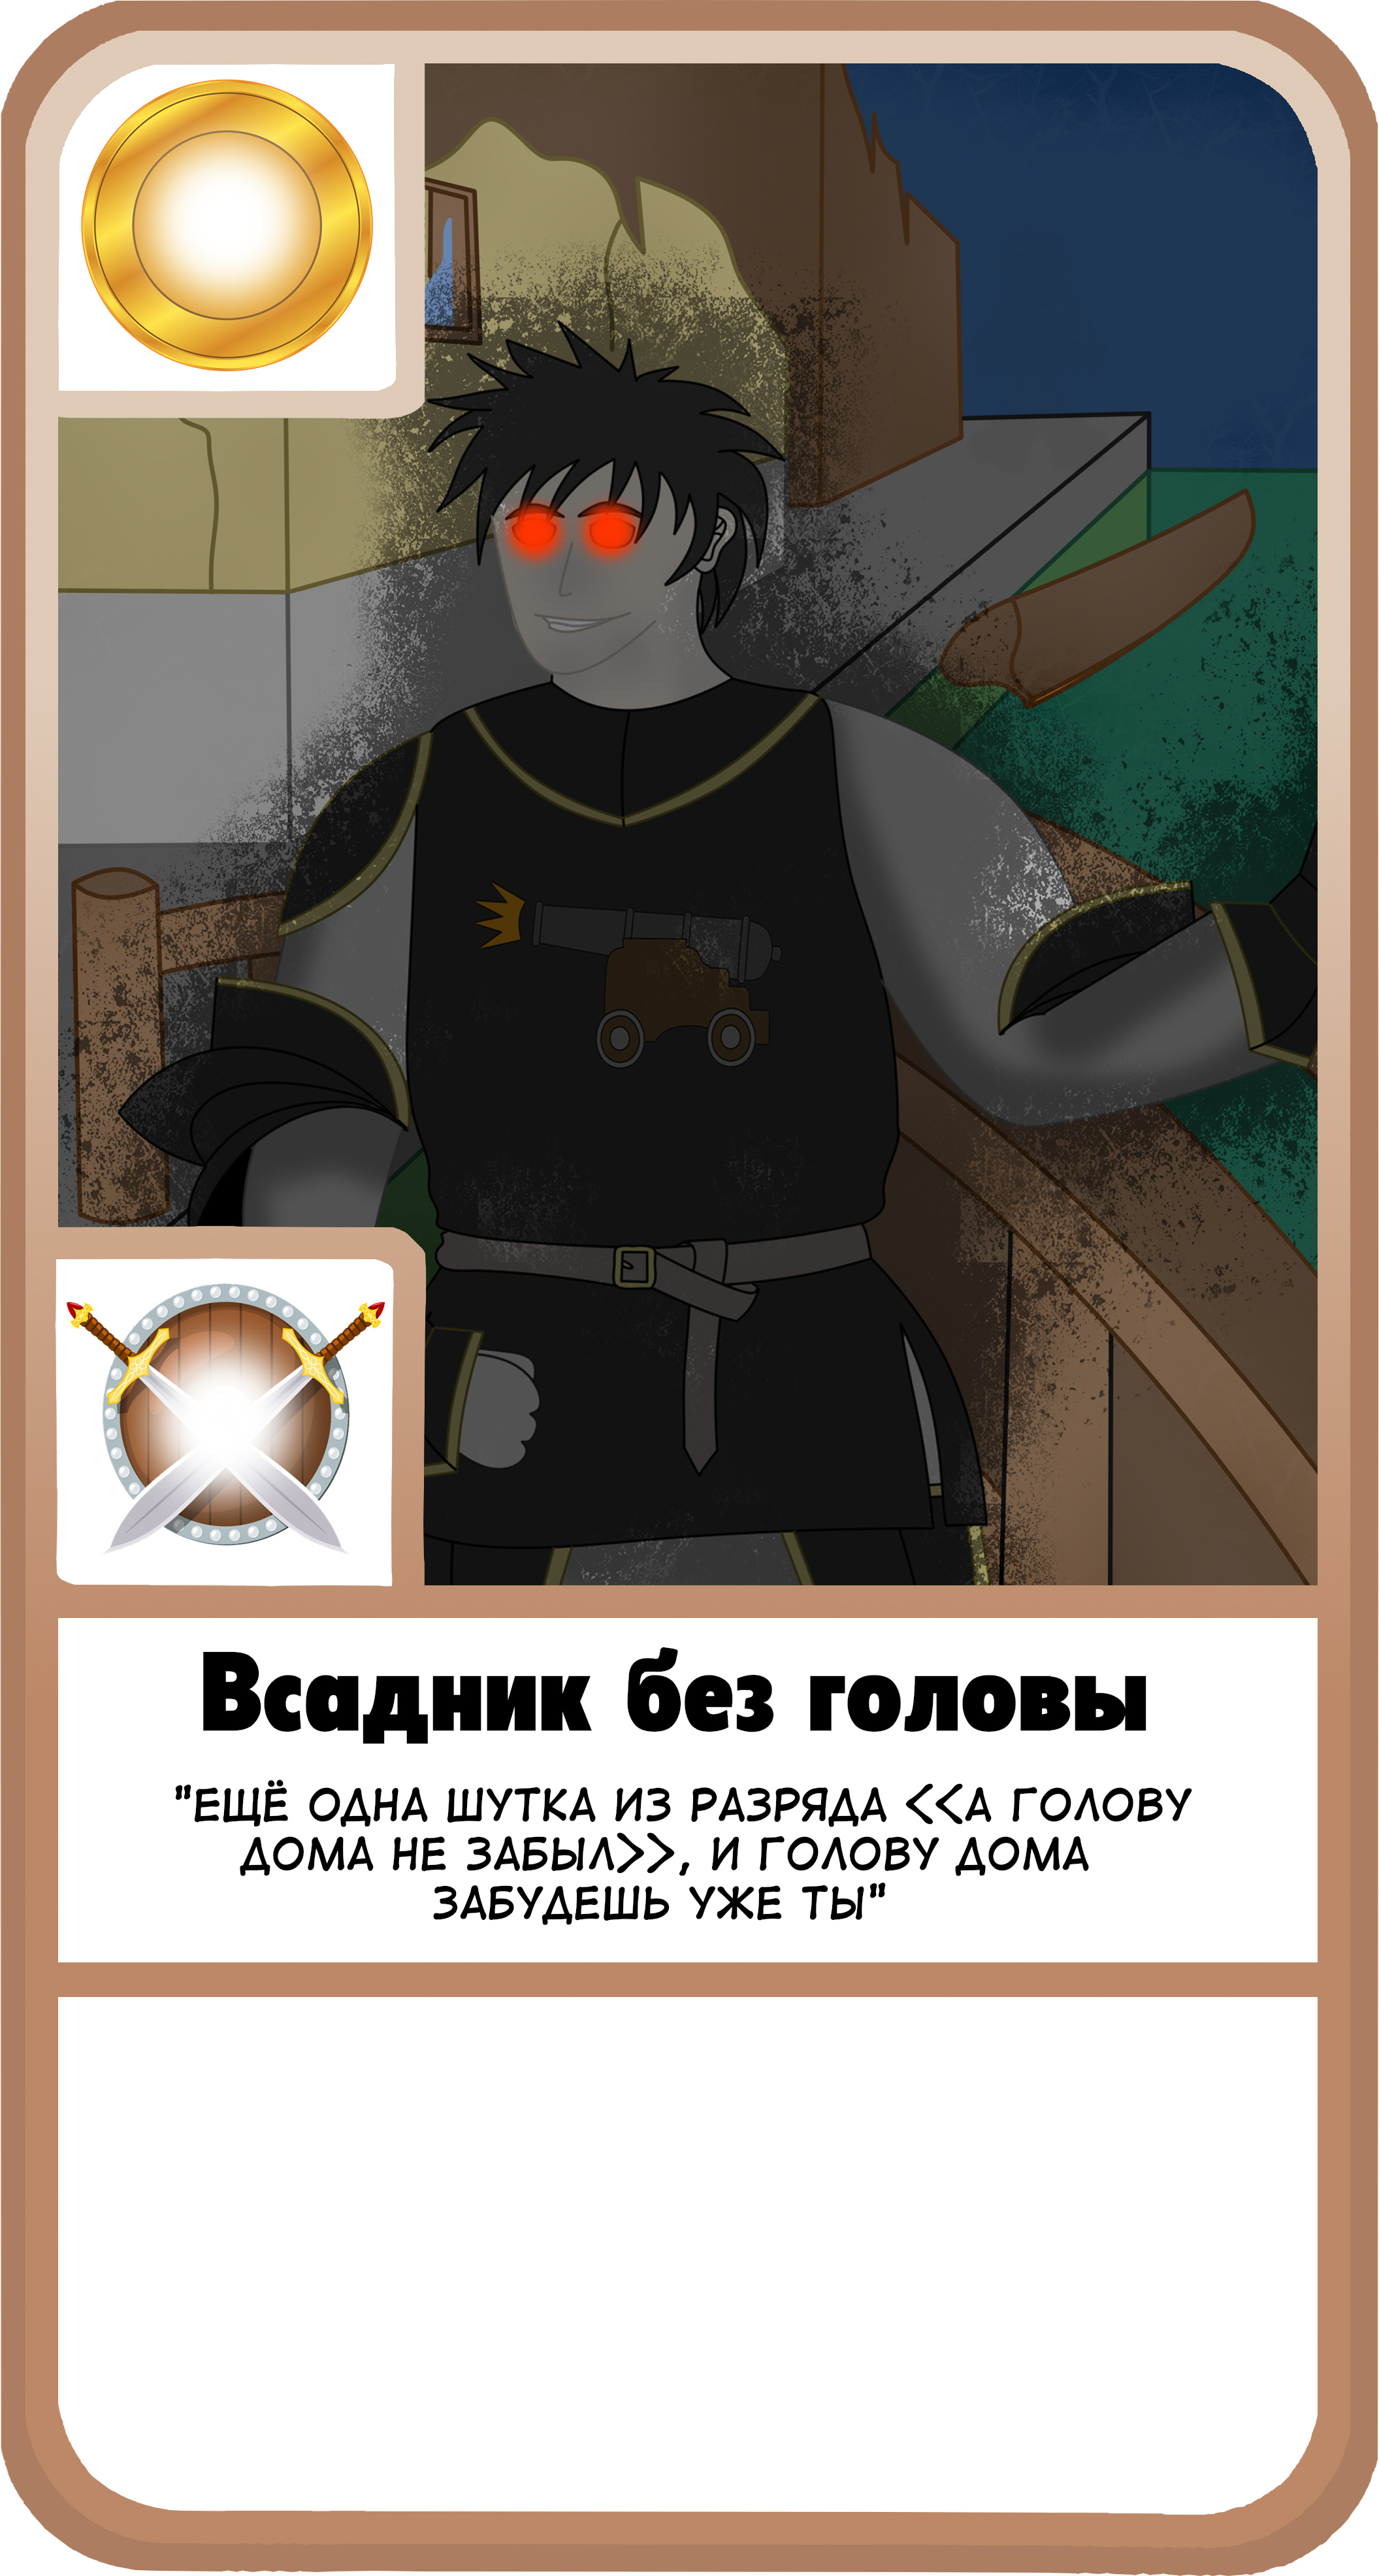 Всадник без головы
"ЕЩЁ ОДНА ШУТКА ИЗ РАЗРЯДА <<А ГОЛОВУ
ДОМА НЕ ЗАБЫЛ>>, И ГОЛОВУ ДОМА
ЗАБУДЕШЬ УЖЕ ТЫ"